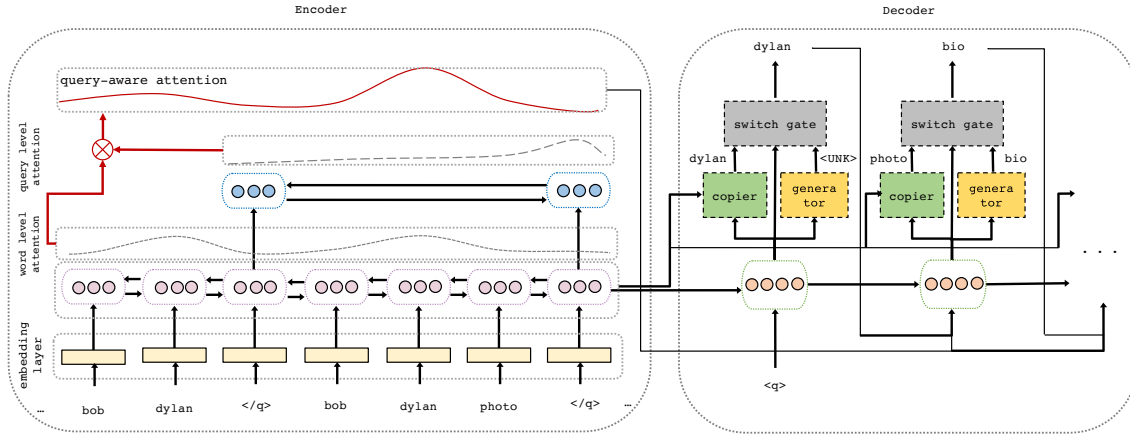 Encoder
Decoder
dylan
bio
query-aware attention
switch gate
switch gate
query level
attention
dylan
<UNK>
photo
bio
copier
genera
tor
copier
genera
tor
word level
attention
. . .
embedding
layer
<q>
… bob dylan </q> bob dylan photo </q> …